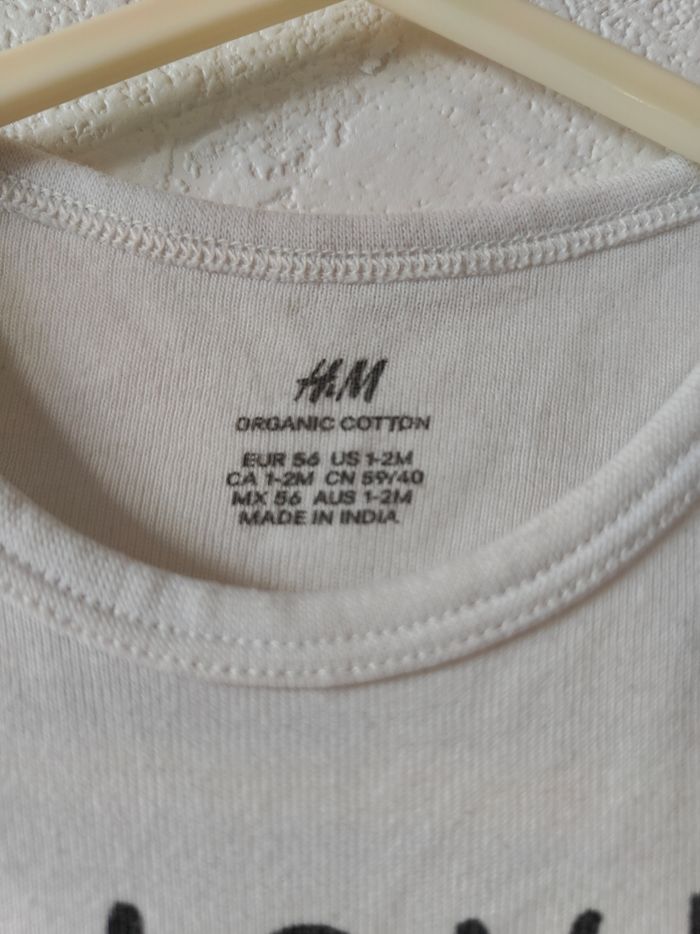 H&M
ORGANIC COTTON
EUR 56 US 1-2M
CA 1-2M CN 59/40
MX 56 AUS 1-2M
MADE IN INDIA